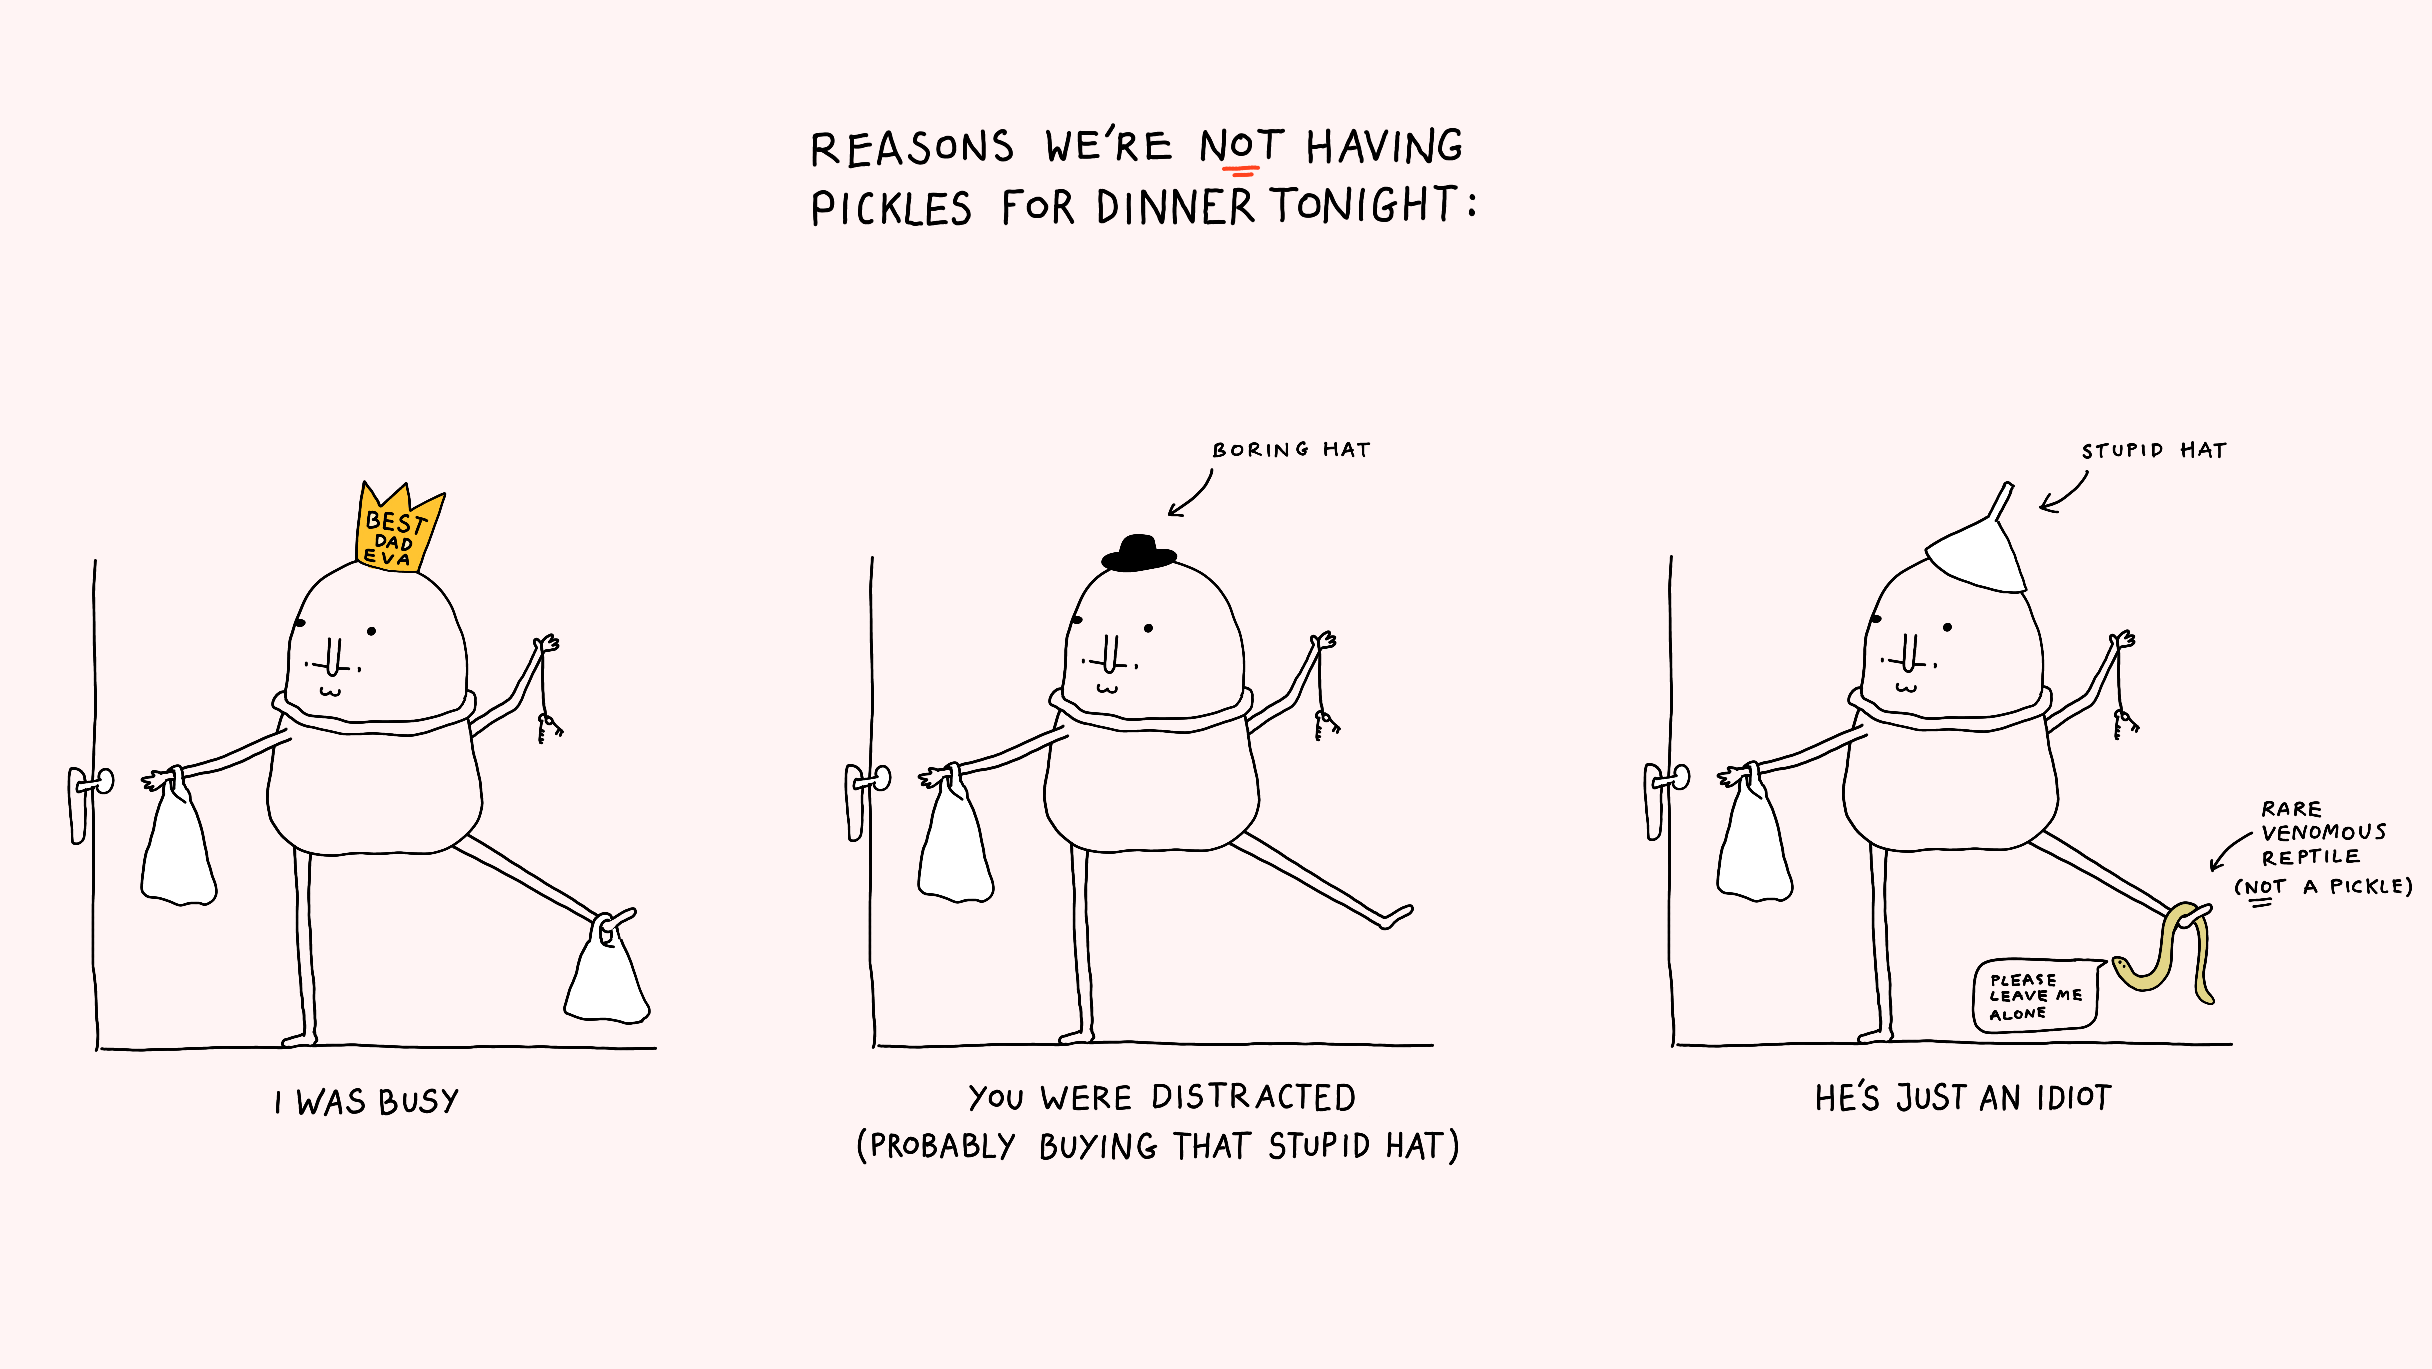 REASONS WE'RE NOT HAVING
PICKLES FOR DINNER TONIGHT:
BEST
DAD
EVA
I WAS BUSY
BORING HAT
YOU WERE DISTRACTED
(PROBABLY BUYING THAT STUPID HAT)
STUPID HAT
RARE
VENOMOUS
REPTILE
(NOT A PICKLE)
PLEASE
LEAVE ME
ALONE
HE'S JUST AN IDIOT